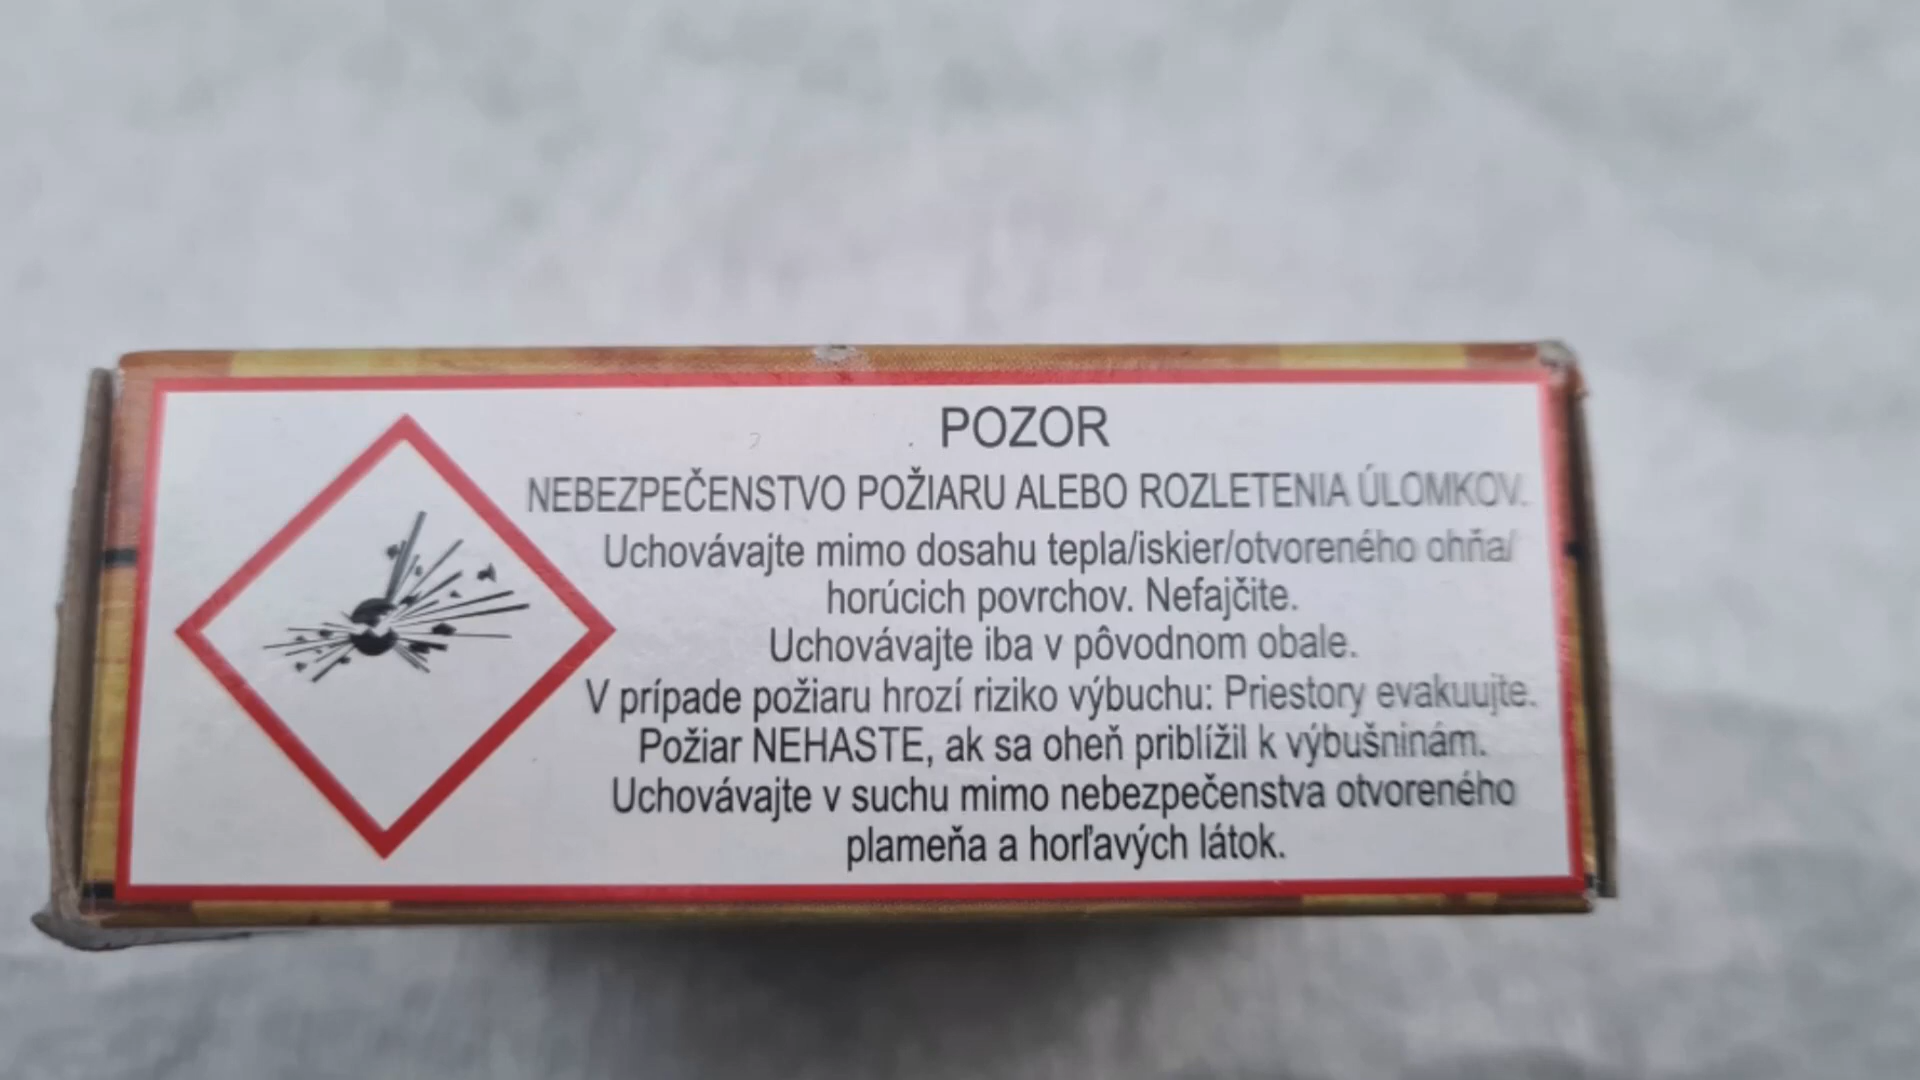 POZOR
NEBEZPEČENSTVO POŽIARU ALEBO ROZLETENIA ÚLOMKOV.
Uchovávajte mimo dosahu tepla/iskier/otvoreného ohňa/
horúcich povrchov. Nefajčite.
Uchovávajte iba v pôvodnom obale.
V prípade požiaru hrozí riziko výbuchu: Priestory evakuujte.
Požiar NEHASTE, ak sa oheň priblížil k výbušninám.
Uchovávajte v suchu mimo nebezpečenstva otvoreného
plameňa a horľavých látok.